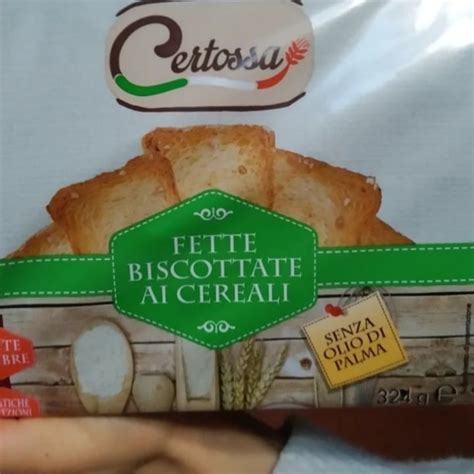 Certossa
FETTE
BISCOTTATE
AI CEREALI
SENZA
OLIO DI
PALMA
324 g e